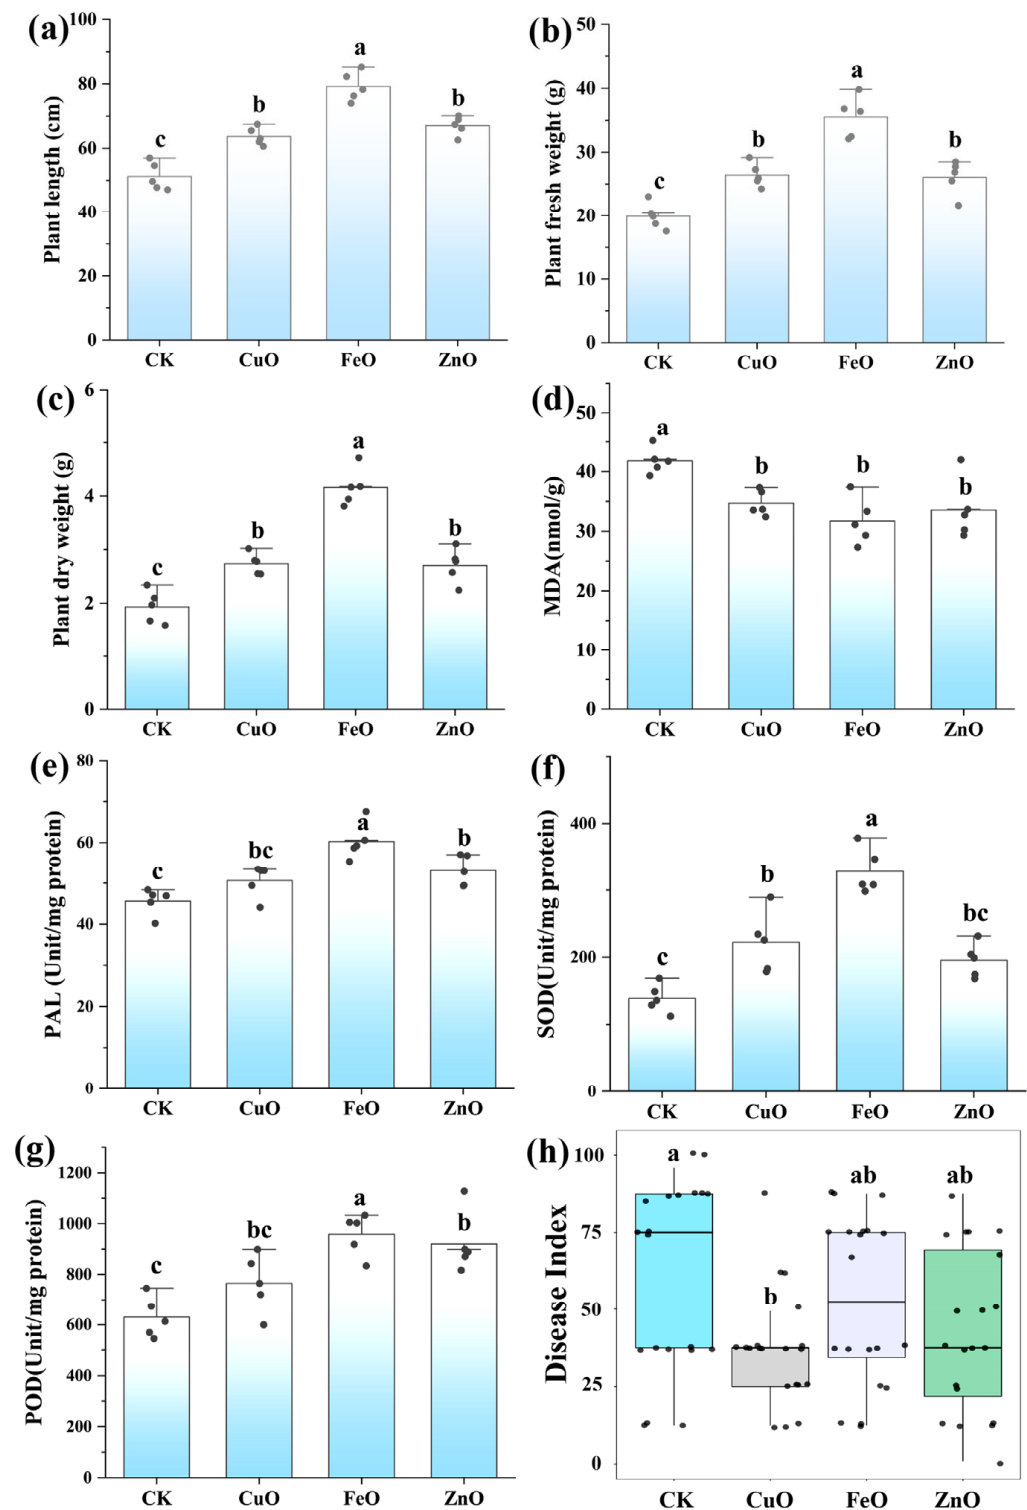 (a)
Plant length (cm)
100
80
60
40
20
0
c
b
a
b
CK CuO FeO ZnO
(b)
Plant fresh weight (g)
50
40
30
20
10
0
c
b
a
b
CK CuO FeO ZnO
(c)
Plant dry weight (g)
6
4
2
0
c
b
a
b
CK CuO FeO ZnO
(d)
MDA(nmol/g)
50
40
30
20
10
0
a
b
b
b
CK CuO FeO ZnO
(e)
PAL (Unit/mg protein)
80
60
40
20
0
c
bc
a
b
CK CuO FeO ZnO
(f)
SOD(Unit/mg protein)
400
200
0
c
b
a
bc
CK CuO FeO ZnO
(g)
POD(Unit/mg protein)
1200
1000
800
600
400
200
0
c
bc
a
b
CK CuO FeO ZnO
(h)
Disease Index
100
75
50
25
0
a
b
ab
ab
CK CuO FeO ZnO